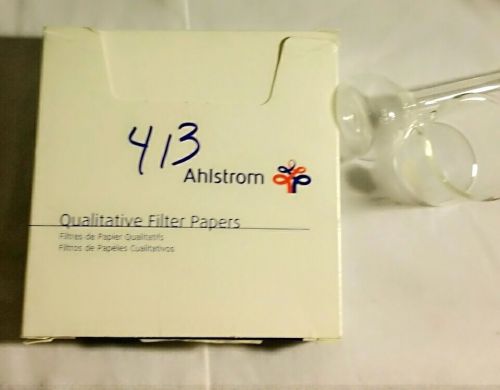 413
Ahlstrom
Qualitative Filter Papers
Filtres de Papier Qualitatifs
Filtros de Papeles Cualitativos